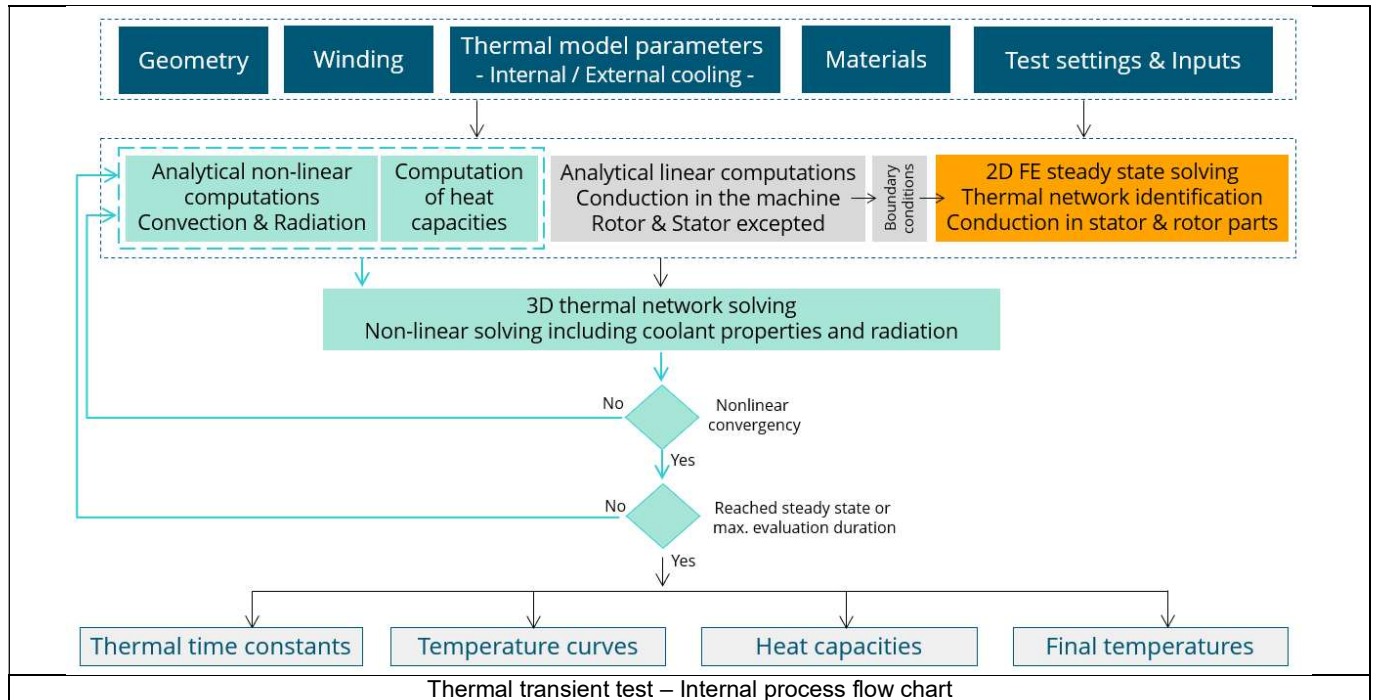 Geometry
Winding
Thermal model parameters
- Internal / External cooling -
Materials
Test settings & Inputs
Analytical non-linear
computations
Convection & Radiation
Computation
of heat
capacities
Analytical linear computations
Conduction in the machine
Rotor & Stator excepted
Boundary
conditions
2D FE steady state solving
Thermal network identification
Conduction in stator & rotor parts
3D thermal network solving
Non-linear solving including coolant properties and radiation
No
Nonlinear
convergency
Yes
No
Reached steady state or
max. evaluation duration
Yes
Thermal time constants
Temperature curves
Heat capacities
Final temperatures
Thermal transient test – Internal process flow chart